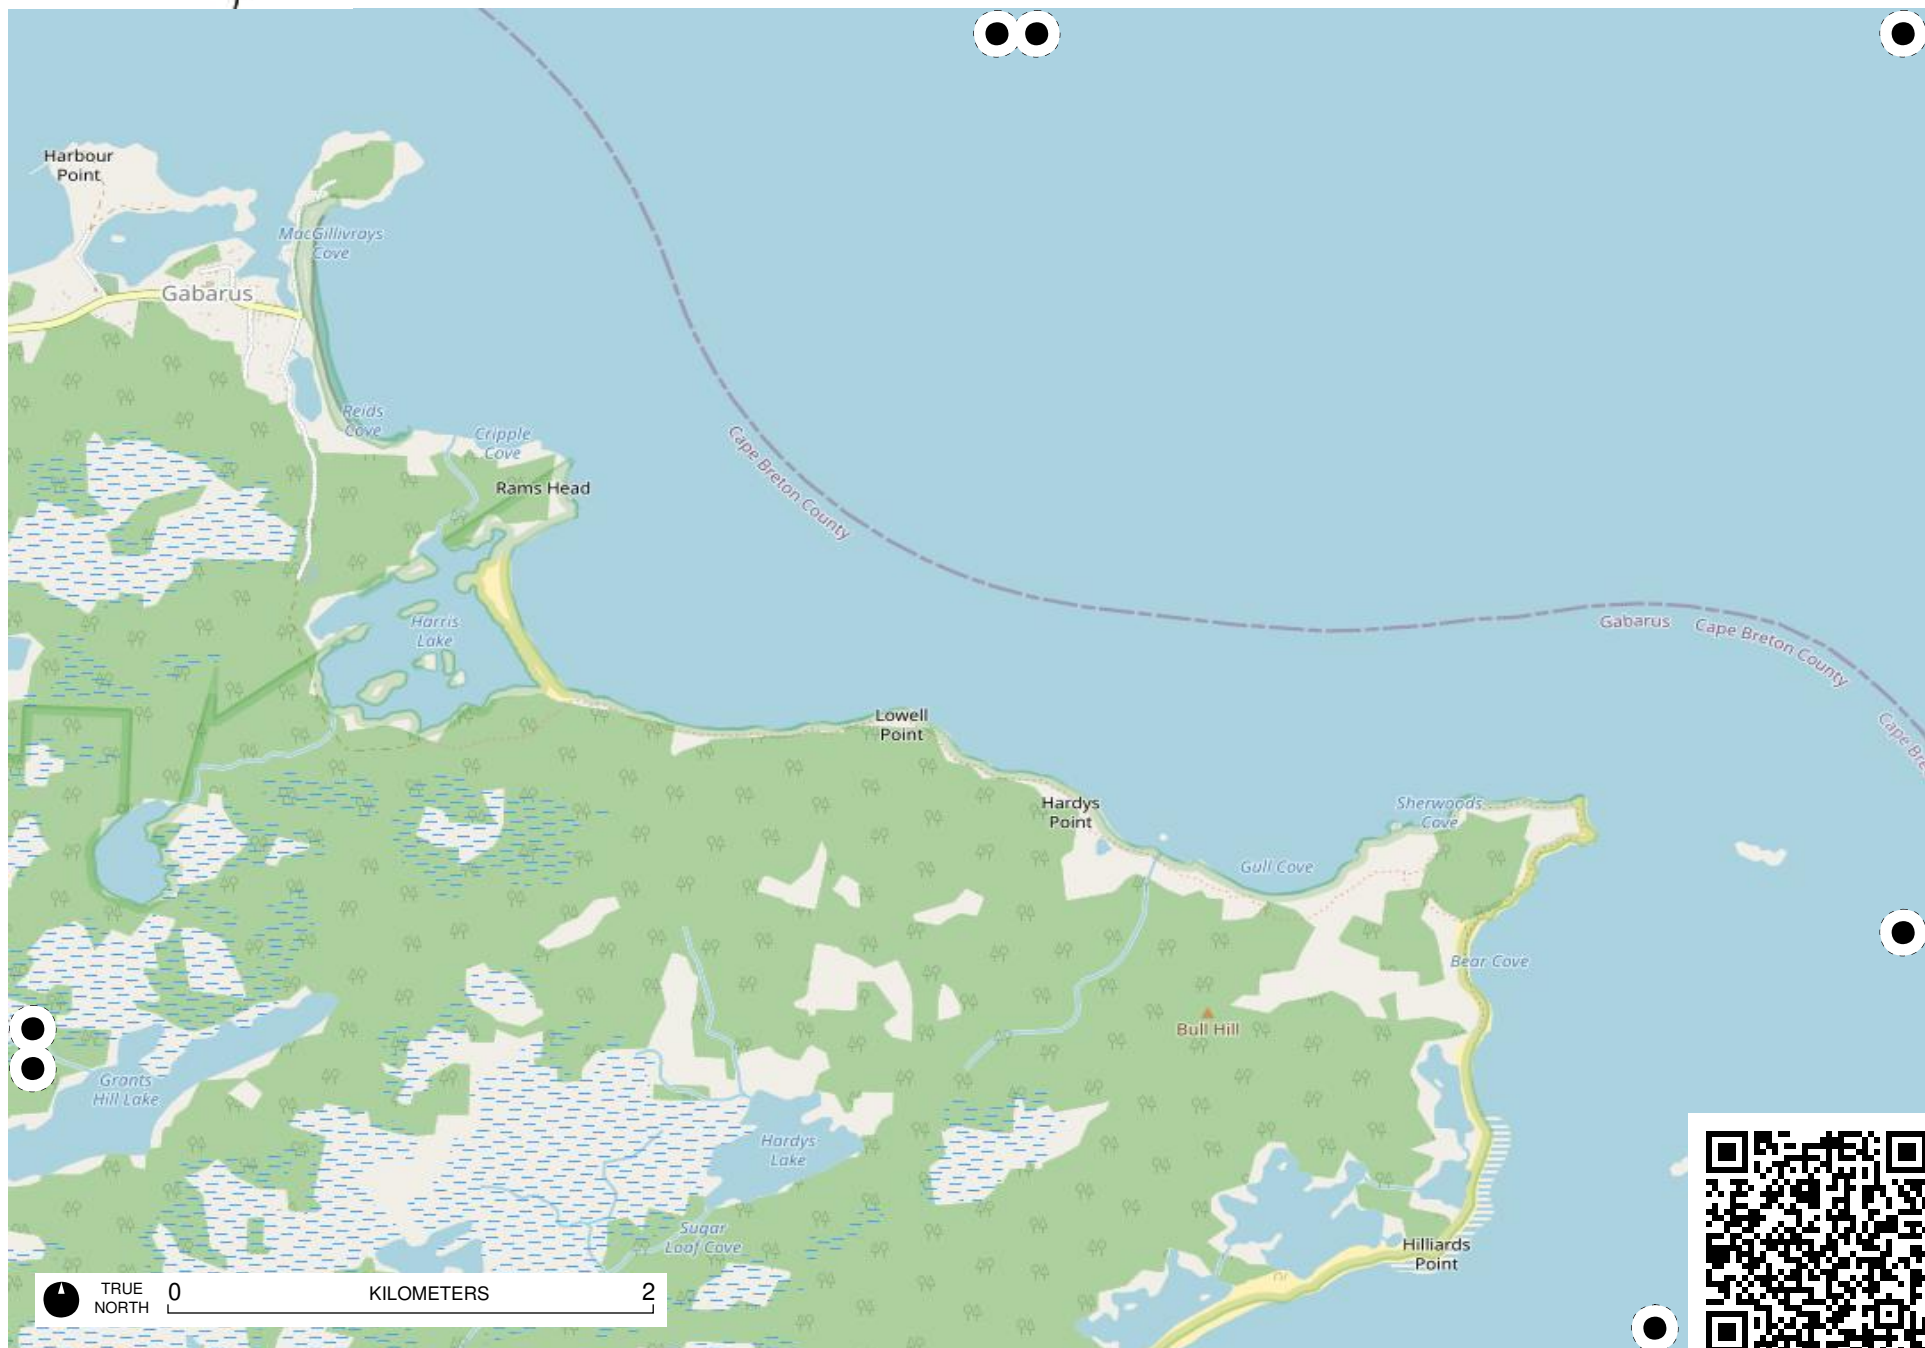 Harbour
Point
MacGillivrays
Cove
Gabarus
Reids
Cove
Cripple
Cove
Rams Head
Cape Breton County
Harris
Lake
Gabarus
Cape Breton County
Cape Bre
Lowell
Point
Hardys
Point
Sherwoods
Cove
Gull Cove
Bear Cove
Bull Hill
Grants
Hill Lake
Hardys
Lake
Sugar
Loaf Cove
Hilliards
Point
TRUE
NORTH
0 KILOMETERS 2